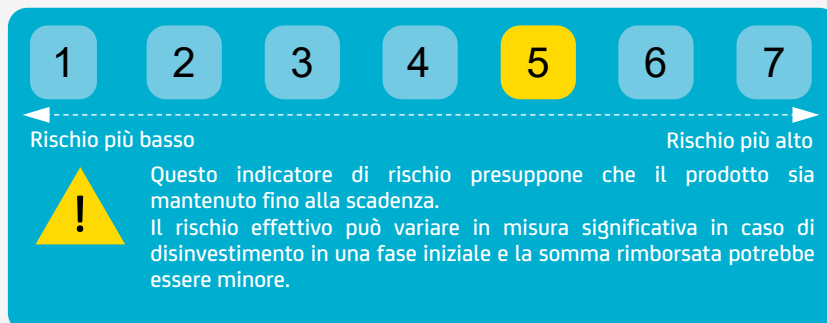 1 2 3 4 5 6 7
Rischio più basso Rischio più alto
!
Questo indicatore di rischio presuppone che il prodotto sia
mantenuto fino alla scadenza.
Il rischio effettivo può variare in misura significativa in caso di
disinvestimento in una fase iniziale e la somma rimborsata potrebbe
essere minore.